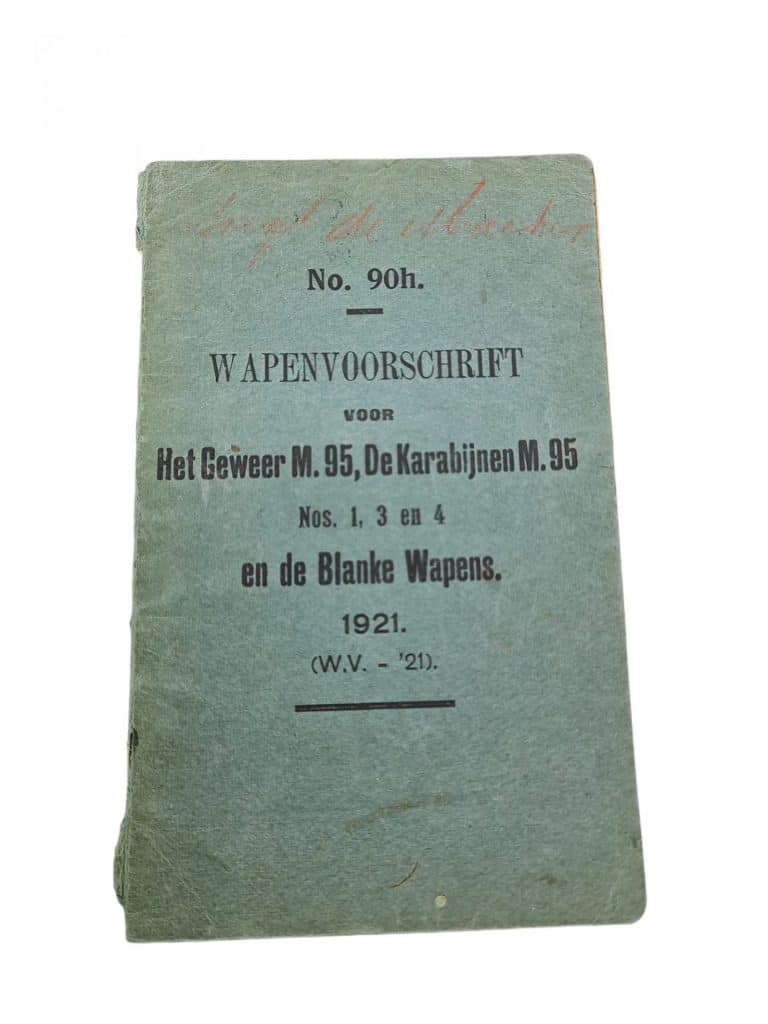 de
No. 90h.
WAPENVOORSCHRIFT
VOOR
Het Geweer M. 95, De Karabijnen M. 95
Nos. 1, 3 en 4
en de Blanke Wapens.
1921.
(W.V. - '21).